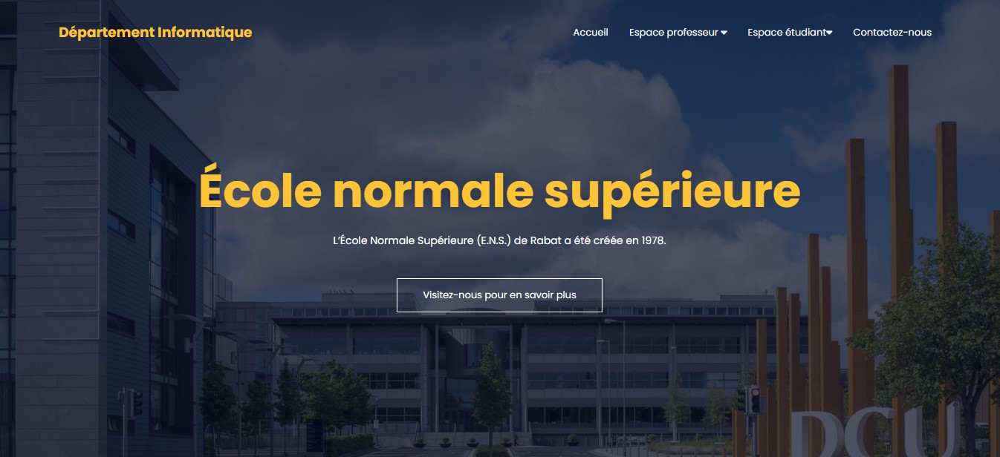 Département Informatique
Accueil Espace professeur Espace étudiant Contactez-nous
École normale supérieure
L'École Normale Supérieure (E.N.S.) de Rabat a été créée en 1978.
Visitez-nous pour en savoir plus
DCU